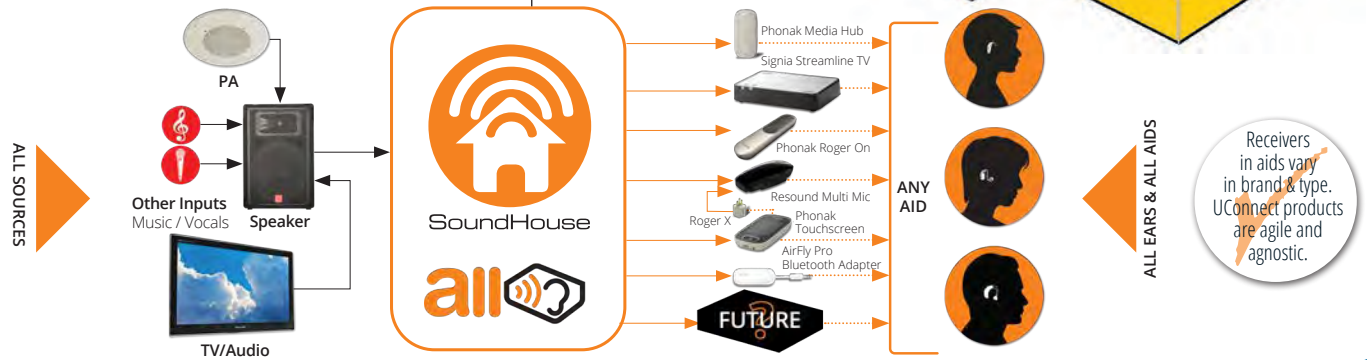 ALL SOURCES
PA
Other Inputs
Music / Vocals
Speaker
TV/Audio
SoundHouse
all
Phonak Media Hub
Signia Streamline TV
Phonak Roger On
Resound Multi Mic
Roger X
Phonak
Touchscreen
AirFly Pro
Bluetooth Adapter
FUTURE
?
ANY
AID
ALL EARS & ALL AIDS
Receivers
in aids vary
in brand & type.
UConnect products
are agile and
agnostic.